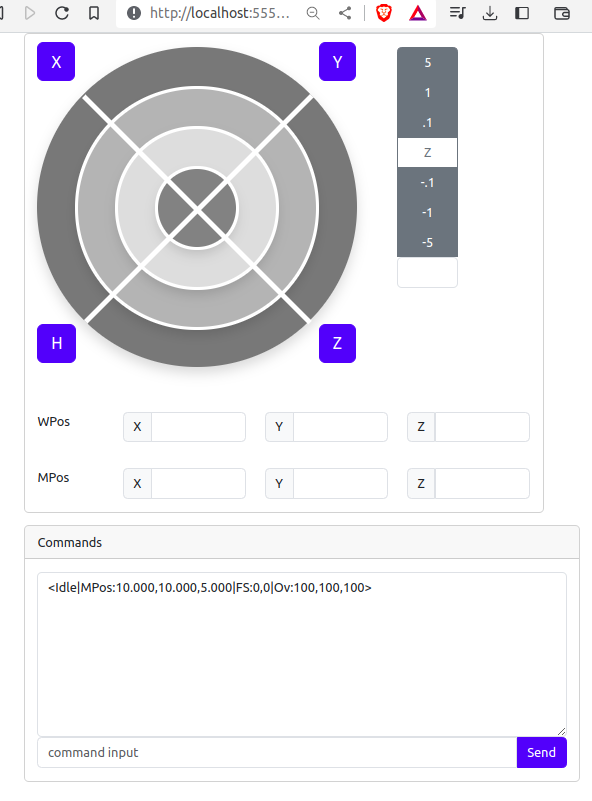 http://localhost:555…
X
Y
5
1
.1
Z
-.1
-1
-5
H
Z
WPos X Y Z
MPos X Y Z
Commands
<Idle|MPos:10.000,10.000,5.000|FS:0,0|Ov:100,100,100>
command input Send